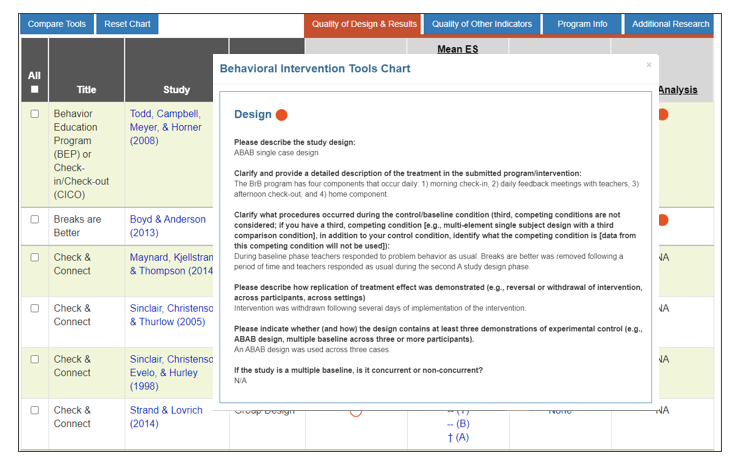 Compare Tools Reset Chart Quality of Design & Results Quality of Other Indicators Program Info Additional Research
Mean ES
All
Title
Study
Analysis
Behavior
Education
Program
(BEP) or
Check-
in/Check-out
(CICO)
Todd, Campbell,
Meyer, & Horner
(2008)
Breaks are
Better
Boyd & Anderson
(2013)
Check &
Connect
Maynard, Kjellstran
& Thompson (2014
NA
Check &
Connect
Sinclair, Christenso
& Thurlow (2005)
NA
Check &
Connect
Sinclair, Christenso
Evelo, & Hurley
(1998)
NA
Check &
Connect
Strand & Lovrich
(2014)
Group Design
-- (T)
-- (B)
† (A)
None
NA
Behavioral Intervention Tools Chart
×
Design
Please describe the study design:
ABAB single case design
Clarify and provide a detailed description of the treatment in the submitted program/intervention:
The BrB program has four components that occur daily: 1) morning check-in, 2) daily feedback meetings with teachers, 3)
afternoon check-out, and 4) home component.
Clarify what procedures occurred during the control/baseline condition (third, competing conditions are not
considered; if you have a third, competing condition [e.g., multi-element single subject design with a third
comparison condition], in addition to your control condition, identify what the competing condition is [data from
this competing condition will not be used]):
During baseline phase teachers responded to problem behavior as usual. Breaks are better was removed following a
period of time and teachers responded as usual during the second A study design phase.
Please describe how replication of treatment effect was demonstrated (e.g., reversal or withdrawal of intervention,
across participants, across settings)
Intervention was withdrawn following several days of implementation of the intervention.
Please indicate whether (and how) the design contains at least three demonstrations of experimental control (e.g.,
ABAB design, multiple baseline across three or more participants).
An ABAB design was used across three cases.
If the study is a multiple baseline, is it concurrent or non-concurrent?
N/A